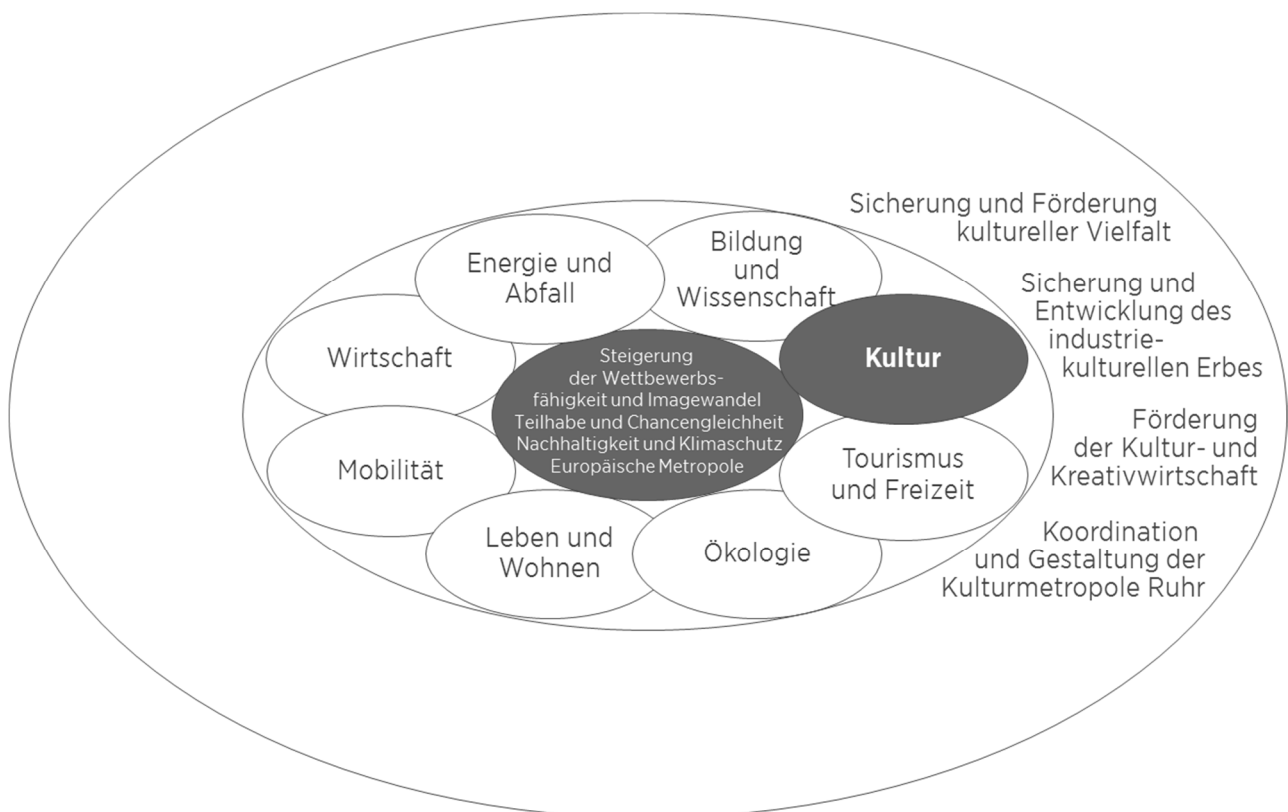 Sicherung und Förderung
kultureller Vielfalt
Sicherung und
Entwicklung des
industrie-
kulturellen Erbes
Förderung
der Kultur- und
Kreativwirtschaft
Koordination
und Gestaltung der
Kulturmetropole Ruhr
Energie und
Abfall
Bildung
und
Wissenschaft
Wirtschaft
Kultur
Steigerung
der Wettbewerbs-
fähigkeit und Imagewandel
Teilhabe und Chancengleichheit
Nachhaltigkeit und Klimaschutz
Europäische Metropole
Mobilität
Tourismus
und Freizeit
Leben und
Wohnen
Ökologie